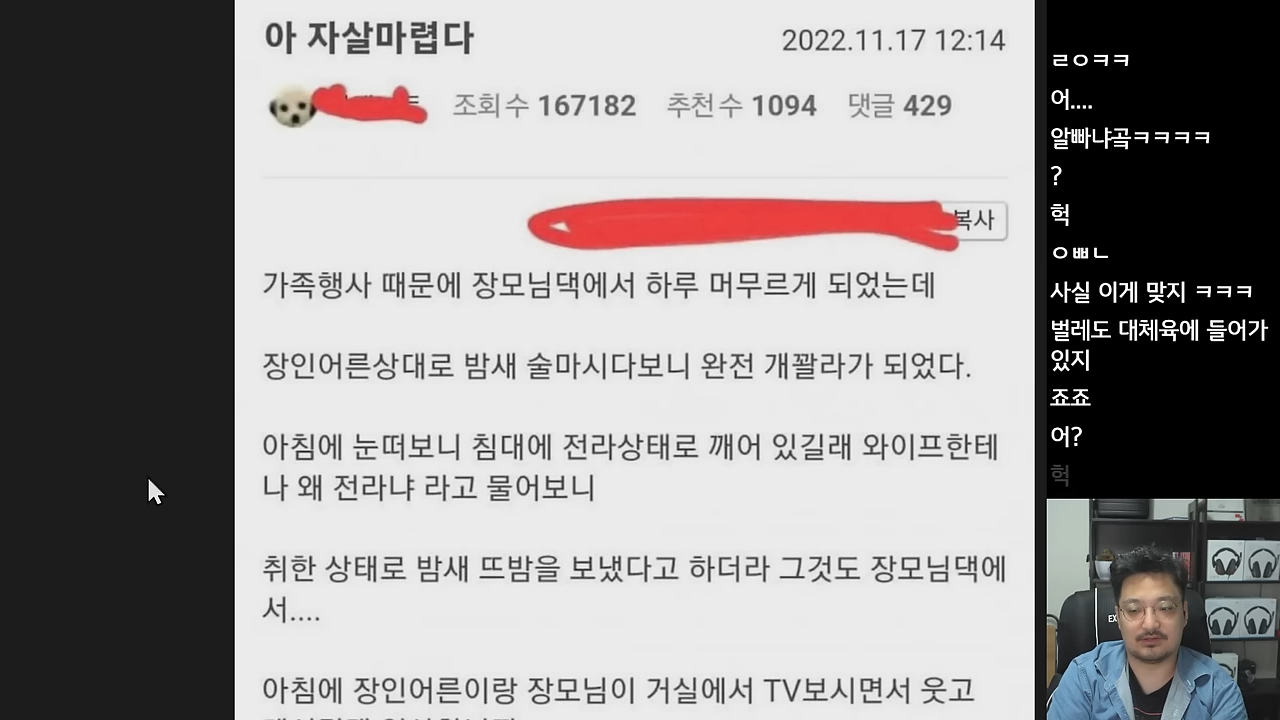 아 자살마렵다
2022.11.17 12:14
조회수 167182 추천수 1094 댓글 429
복사
가족행사 때문에 장모님댁에서 하루 머무르게 되었는데
장인어른상대로 밤새 술마시다보니 완전 개꽐라가 되었다.
아침에 눈떠보니 침대에 전라상태로 깨어 있길래 와이프한테
나 왜 전라냐 라고 물어보니
취한 상태로 밤새 뜨밤을 보냈다고 하더라 그것도 장모님댁에
서....
아침에 장인어른이랑 장모님이 거실에서 TV보시면서 웃고
ㄹㅇㅋㅋ
어....
알빠냐곸ㅋㅋㅋㅋ
?
헉
ㅇㅃㄴ
사실 이게 맞지 ㅋㅋㅋ
벌레도 대체육에 들어가
있지
죠죠
어?
헉